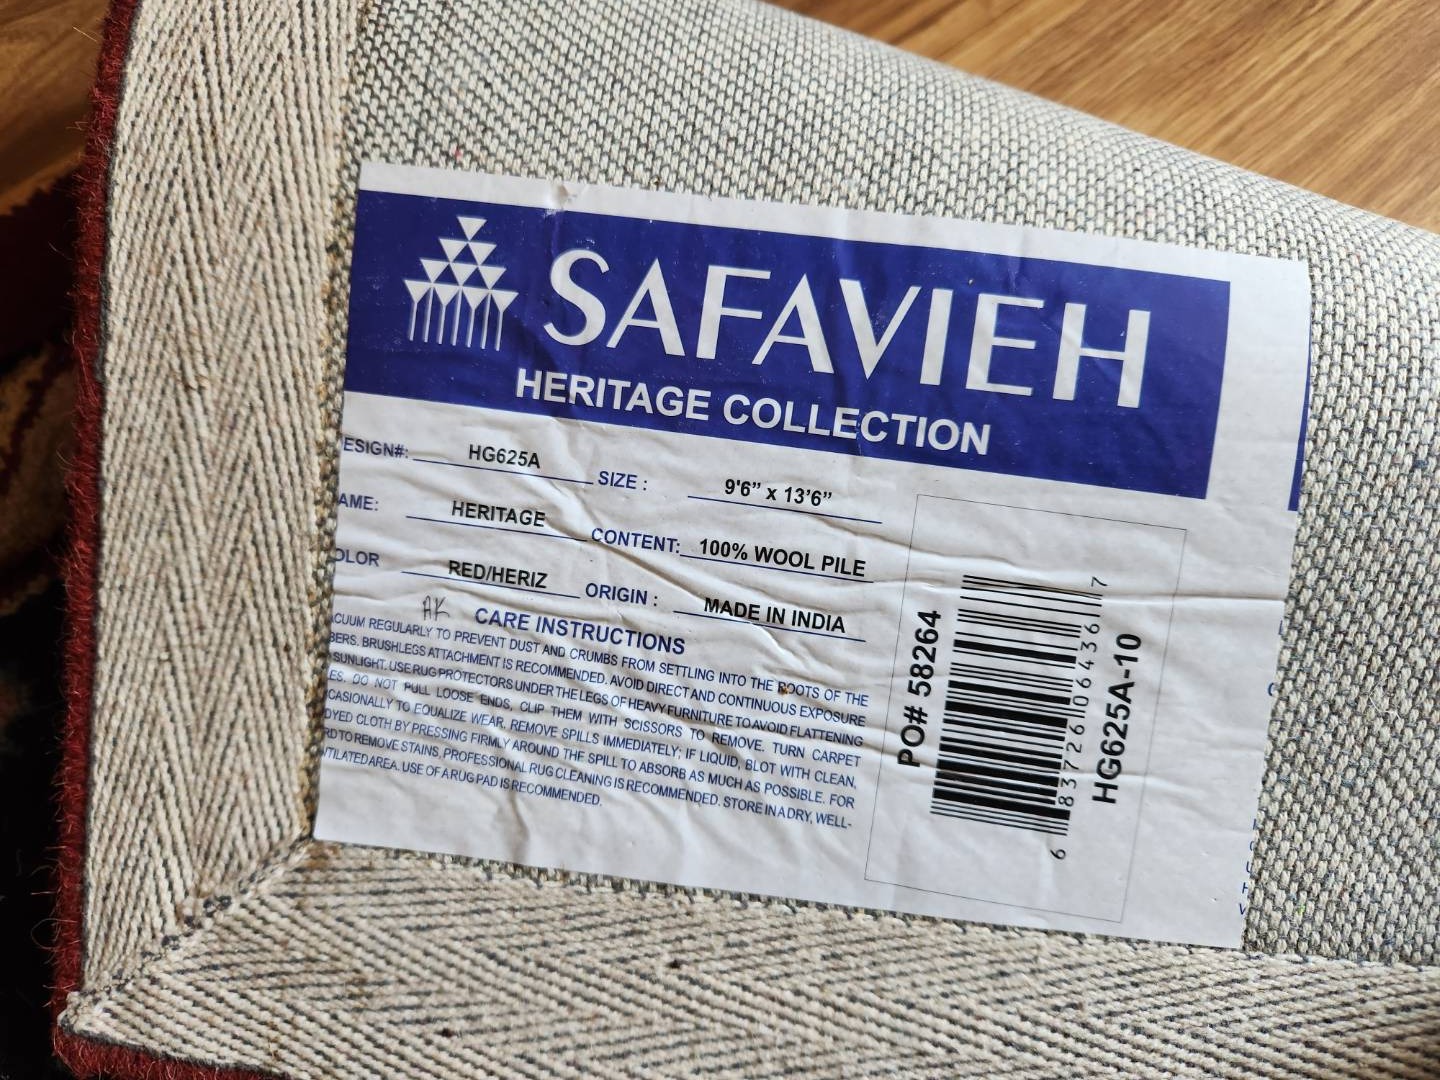 SAFAVIEH
HERITAGE COLLECTION
ESIGN#: HG625A SIZE : 9'6” x 13’6”
AME: HERITAGE CONTENT: 100% WOOL PILE
OLOR RED/HERIZ ORIGIN : MADE IN INDIA
AK CARE INSTRUCTIONS
ACUUM REGULARLY TO PREVENT DUST AND CRUMBS FROM SETTLING INTO THE ROOTS OF THE
BERS. BRUSHLESS ATTACHMENT IS RECOMMENDED. AVOID DIRECT AND CONTINUOUS EXPOSURE
SUNLIGHT. USE RUG PROTECTORS UNDER THE LEGS OF HEAVY FURNITURE TO AVOID FLATTENING
ES. DO NOT PULL LOOSE ENDS, CLIP THEM WITH SCISSORS TO REMOVE. TURN CARPET
CASIONALLY TO EQUALIZE WEAR. REMOVE SPILLS IMMEDIATELY; IF LIQUID, BLOT WITH CLEAN,
DYED CLOTH BY PRESSING FIRMLY AROUND THE SPILL TO ABSORB AS MUCH AS POSSIBLE. FOR
RD TO REMOVE STAINS, PROFESSIONAL RUG CLEANING IS RECOMMENDED. STORE IN A DRY, WELL-
NTILATED AREA. USE OF A RUG PAD IS RECOMMENDED.
PO# 58264
6 83726 06436 7
HG625A-10